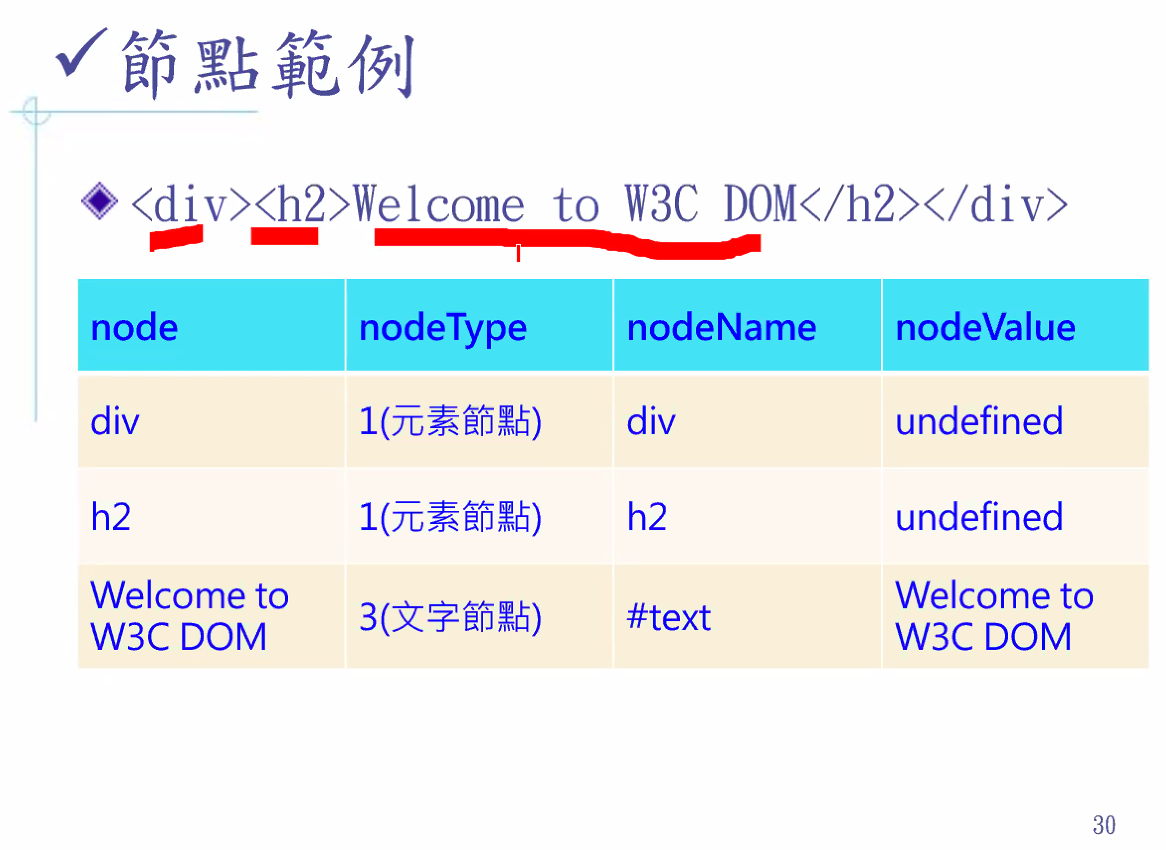 節點範例
<div><h2>Welcome to W3C DOM</h2></div>
node nodeType nodeName nodeValue
div 1(元素節點) div undefined
h2 1(元素節點) h2 undefined
Welcome to W3C DOM 3(文字節點) #text Welcome to W3C DOM
30